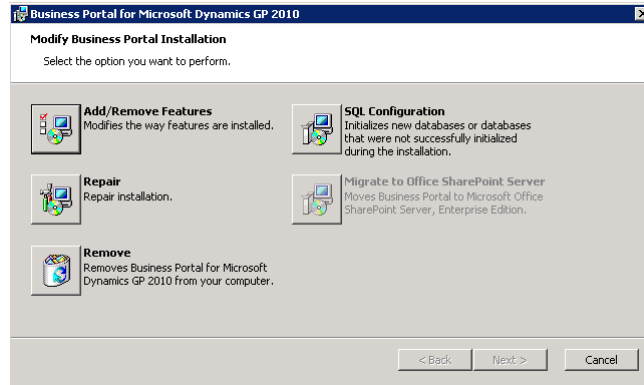 Business Portal for Microsoft Dynamics GP 2010
Modify Business Portal Installation
Select the option you want to perform.
Add/Remove Features
Modifies the way features are installed.
SQL Configuration
Initializes new databases or databases
that were not successfully initialized
during the installation.
Repair
Repair installation.
Migrate to Office SharePoint Server
Moves Business Portal to Microsoft Office
SharePoint Server, Enterprise Edition.
Remove
Removes Business Portal for Microsoft
Dynamics GP 2010 from your computer.
< Back
Next >
Cancel